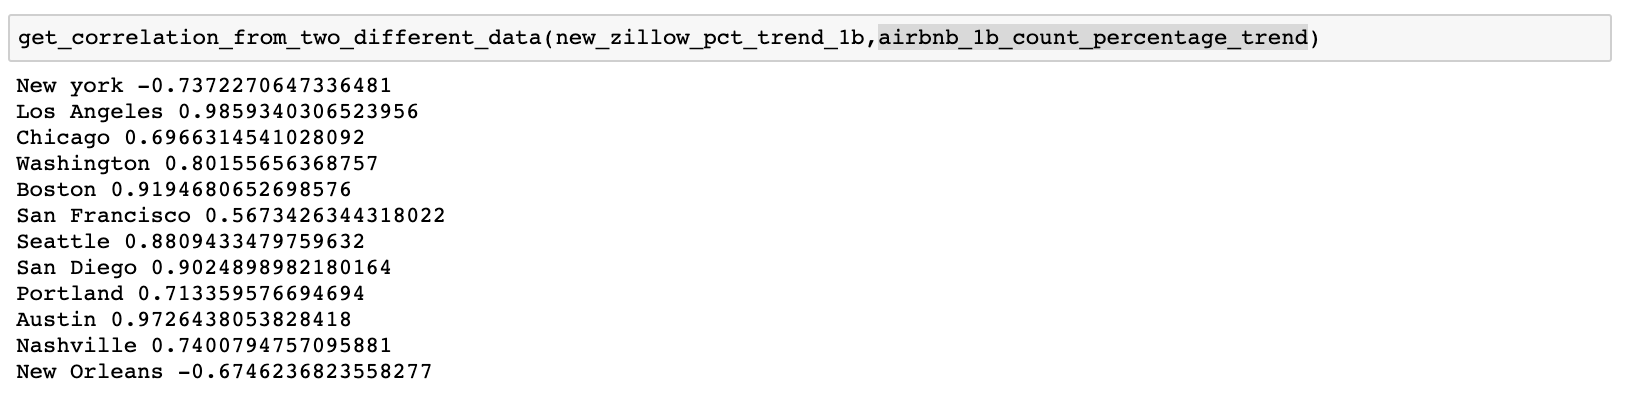 get_correlation_from_two_different_data(new_zillow_pct_trend_1b,airbnb_1b_count_percentage_trend)
New york -0.7372270647336481
Los Angeles 0.9859340306523956
Chicago 0.6966314541028092
Washington 0.80155656368757
Boston 0.9194680652698576
San Francisco 0.5673426344318022
Seattle 0.8809433479759632
San Diego 0.9024898982180164
Portland 0.713359576694694
Austin 0.9726438053828418
Nashville 0.7400794757095881
New Orleans -0.6746236823558277